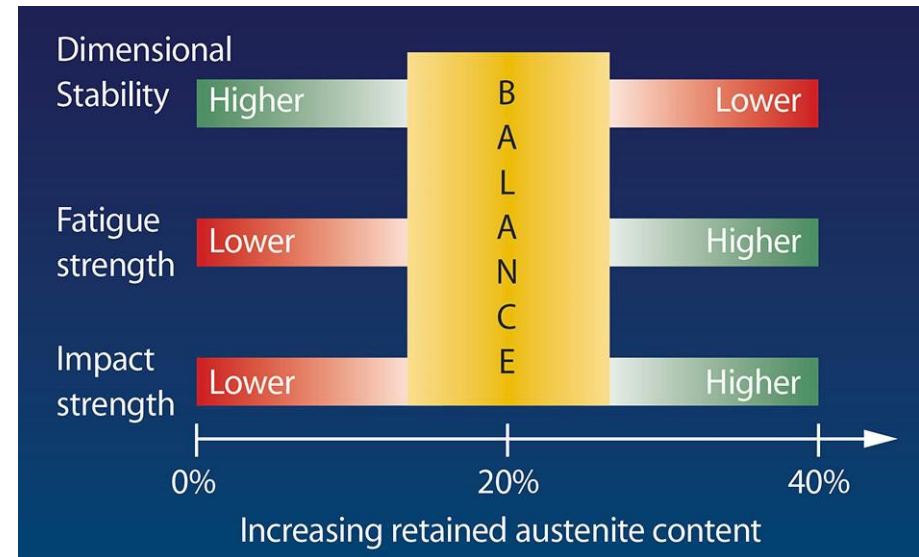 Dimensional
Stability
Higher
Lower
Fatigue
strength
Lower
Higher
Impact
strength
Lower
Higher
BALANCE
0%
20%
40%
Increasing retained austenite content